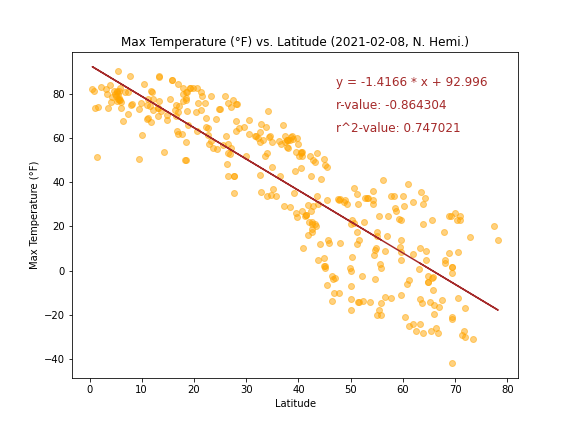 Max Temperature (°F) vs. Latitude (2021-02-08, N. Hemi.)
y = -1.4166 * x + 92.996
r-value: -0.864304
r^2-value: 0.747021
Max Temperature (°F)
80
60
40
20
0
−20
−40
0 10 20 30 40 50 60 70 80
Latitude